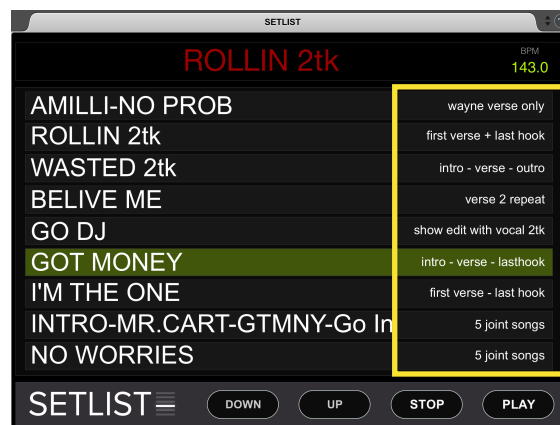 SETLIST
ROLLIN 2tk
BPM
143.0
AMILLI-NO PROB wayne verse only
ROLLIN 2tk first verse + last hook
WASTED 2tk intro - verse - outro
BELIVE ME verse 2 repeat
GO DJ show edit with vocal 2tk
GOT MONEY intro - verse - lasthook
I'M THE ONE first verse - last hook
INTRO-MR.CART-GTMNY-Go In 5 joint songs
NO WORRIES 5 joint songs
SETLIST DOWN UP STOP PLAY